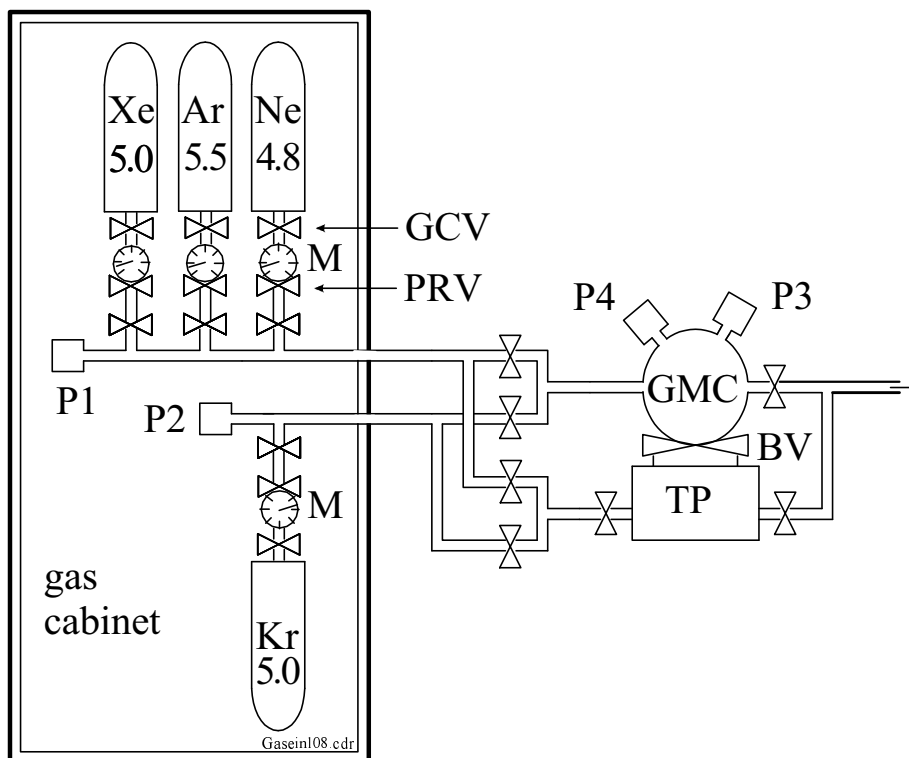 Xe
5.0
Ar
5.5
Ne
4.8
GCV
M
PRV
P4
P3
P1
GMC
P2
BV
M
TP
gas
cabinet
Kr
5.0
Gasein108.cdr